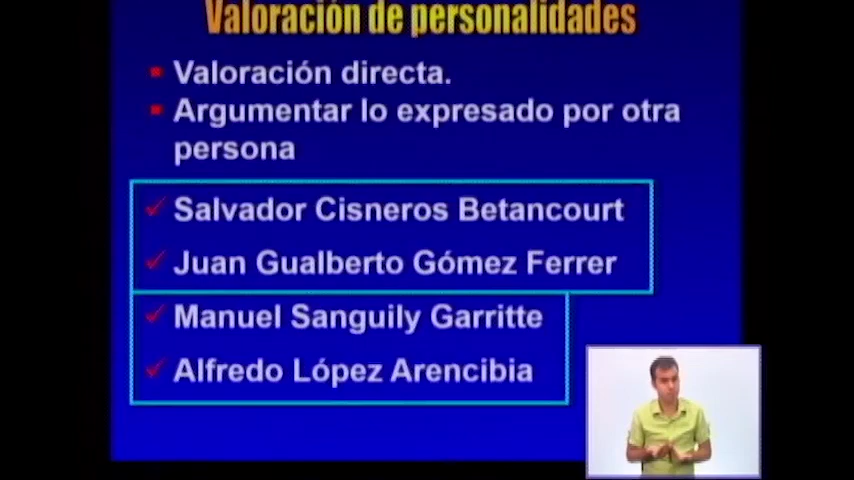 Valoración de personalidades
Valoración directa.
Argumentar lo expresado por otra
persona
Salvador Cisneros Betancourt
Juan Gualberto Gómez Ferrer
Manuel Sanguily Garritte
Alfredo López Arencibia